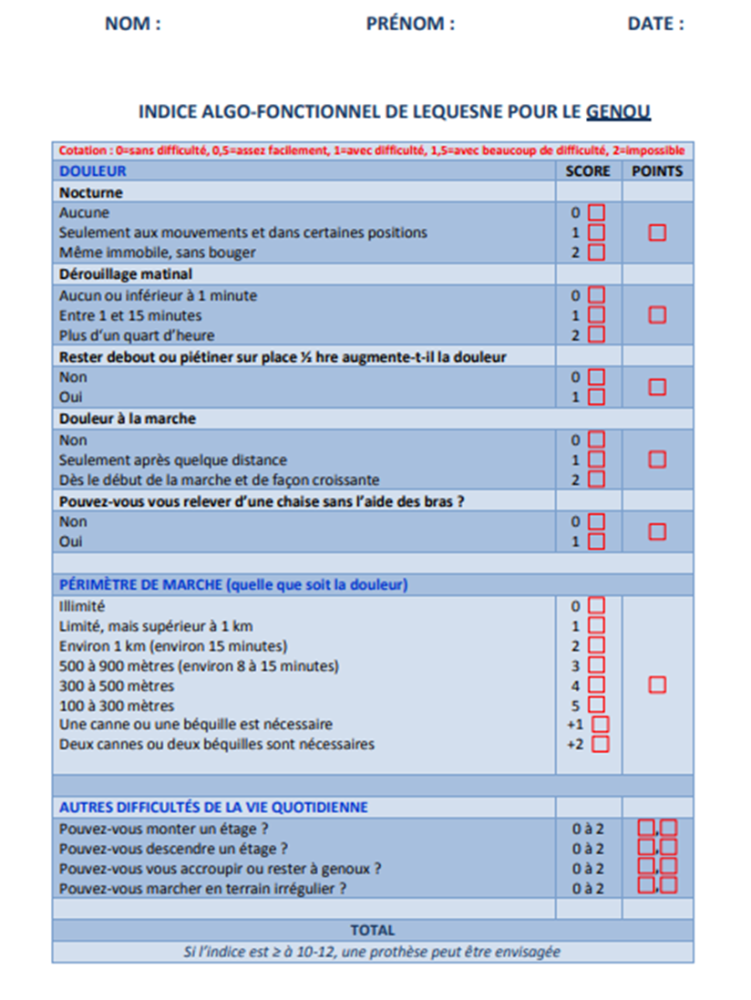 NOM : PRÉNOM : DATE :
INDICE ALGO-FONCTIONNEL DE LEQUESNE POUR LE GENOU
Cotation : 0=sans difficulté, 0,5=assez facilement, 1=avec difficulté, 1,5=avec beaucoup de difficulté, 2=impossible
DOULEUR SCORE POINTS
Nocturne
Aucune 0
Seulement aux mouvements et dans certaines positions 1
Même immobile, sans bouger 2
Dérouillage matinal
Aucun ou inférieur à 1 minute 0
Entre 1 et 15 minutes 1
Plus d'un quart d'heure 2
Rester debout ou piétiner sur place ½ hre augmente-t-il la douleur
Non 0
Oui 1
Douleur à la marche
Non 0
Seulement après quelque distance 1
Dès le début de la marche et de façon croissante 2
Pouvez-vous vous relever d'une chaise sans l'aide des bras ?
Non 0
Oui 1
PÉRIMÈTRE DE MARCHE (quelle que soit la douleur)
Illimité 0
Limité, mais supérieur à 1 km 1
Environ 1 km (environ 15 minutes) 2
500 à 900 mètres (environ 8 à 15 minutes) 3
300 à 500 mètres 4
100 à 300 mètres 5
Une canne ou une béquille est nécessaire +1
Deux cannes ou deux béquilles sont nécessaires +2
AUTRES DIFFICULTÉS DE LA VIE QUOTIDIENNE
Pouvez-vous monter un étage ? 0 à 2 ,
Pouvez-vous descendre un étage ? 0 à 2 ,
Pouvez-vous vous accroupir ou rester à genoux ? 0 à 2 ,
Pouvez-vous marcher en terrain irrégulier ? 0 à 2 ,
TOTAL
Si l'indice est ≥ à 10-12, une prothèse peut être envisagée